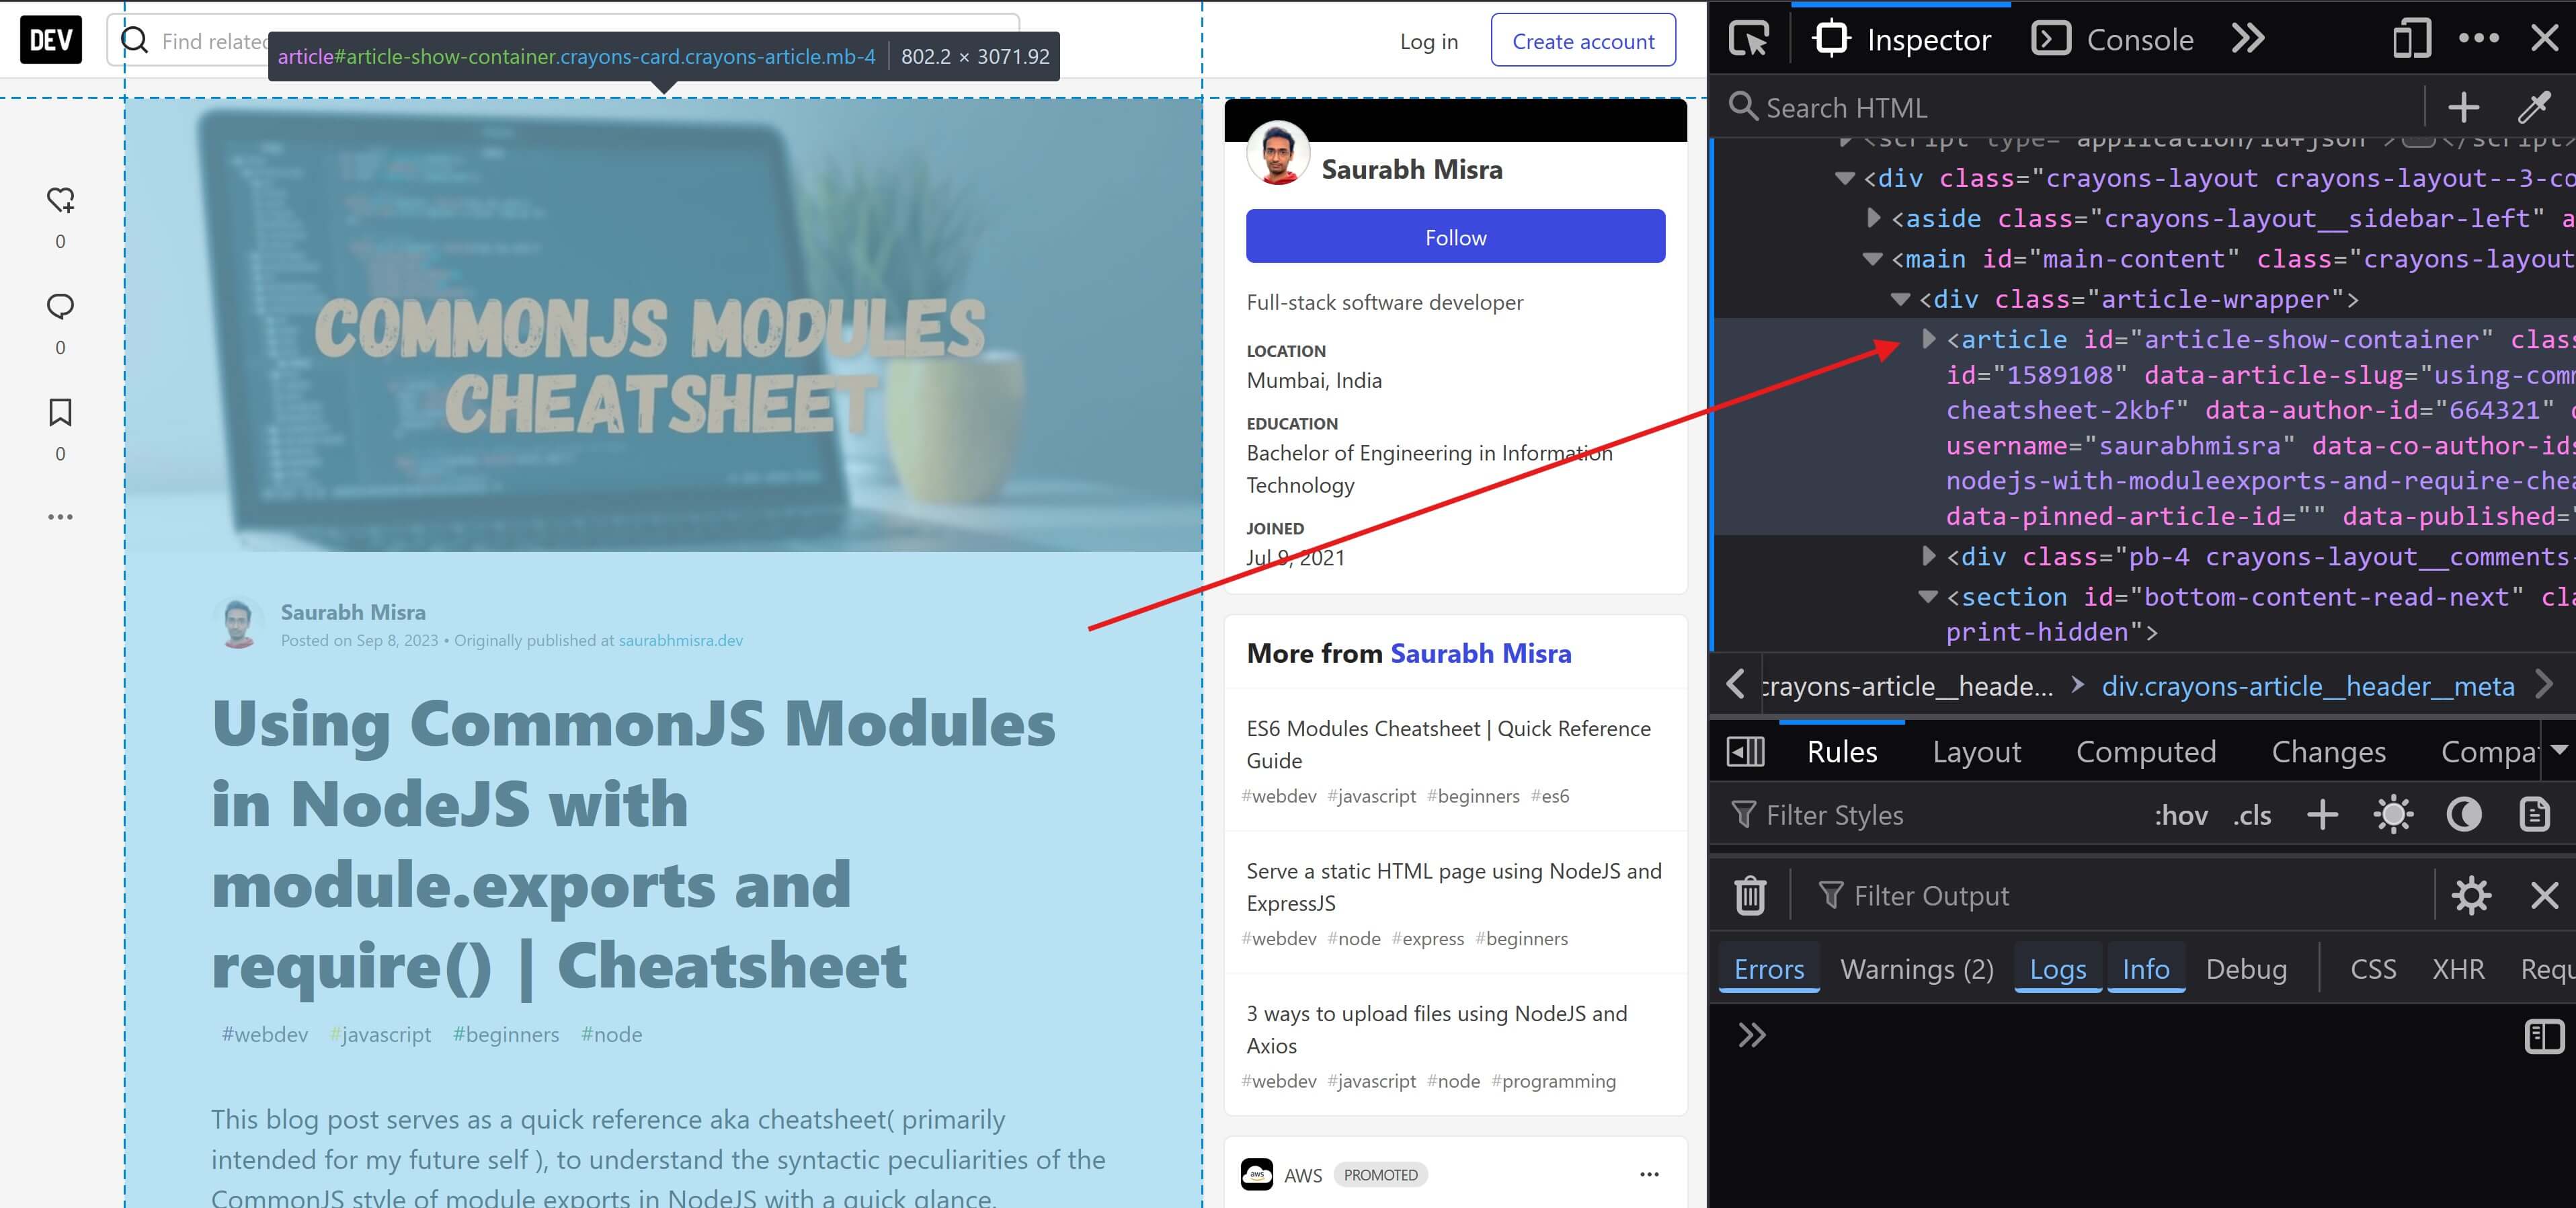 DEV
Find relate
article#article-show-container.crayons-card.crayons-article.mb-4 802.2 × 3071.92
Log in
Create account
COMMONJS MODULES
CHEATSHEET
0
0
0
Saurabh Misra
Posted on Sep 8, 2023 • Originally published at saurabhmisra.dev
Using CommonJS Modules
in NodeJS with
module.exports and
require() | Cheatsheet
#webdev #javascript #beginners #node
This blog post serves as a quick reference aka cheatsheet( primarily
intended for my future self ), to understand the syntactic peculiarities of the
CommonJS style of module exports in NodeJS with a quick glance.
Saurabh Misra
Follow
Full-stack software developer
LOCATION
Mumbai, India
EDUCATION
Bachelor of Engineering in Information
Technology
JOINED
Jul 9, 2021
More from Saurabh Misra
ES6 Modules Cheatsheet | Quick Reference
Guide
#webdev #javascript #beginners #es6
Serve a static HTML page using NodeJS and
ExpressJS
#webdev #node #express #beginners
3 ways to upload files using NodeJS and
Axios
#webdev #javascript #node #programming
aws AWS PROMOTED
Inspector
Console
Search HTML
<script type="application/ld+json"></script>
<div class="crayons-layout crayons-layout--3-co
<aside class="crayons-layout__sidebar-left" a
<main id="main-content" class="crayons-layout
<div class="article-wrapper">
<article id="article-show-container" clas
id="1589108" data-article-slug="using-com
cheatsheet-2kbf" data-author-id="664321"
username="saurabhmisra" data-co-author-ids
nodejs-with-moduleexports-and-require-chea
data-pinned-article-id="" data-published="
<div class="pb-4 crayons-layout__comments-
<section id="bottom-content-read-next" cla
print-hidden">
crayons-article__heade... div.crayons-article__header__meta
Rules Layout Computed Changes Compa
Filter Styles :hov .cls
Filter Output
Errors Warnings (2) Logs Info Debug CSS XHR Requ